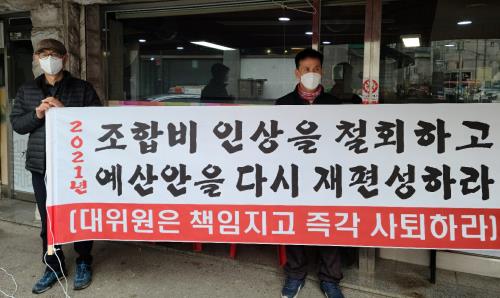 2021년
조합비 인상을 철회하고
예산안을 다시 재편성하라
(대위원은 책임지고 즉각 사퇴하라)